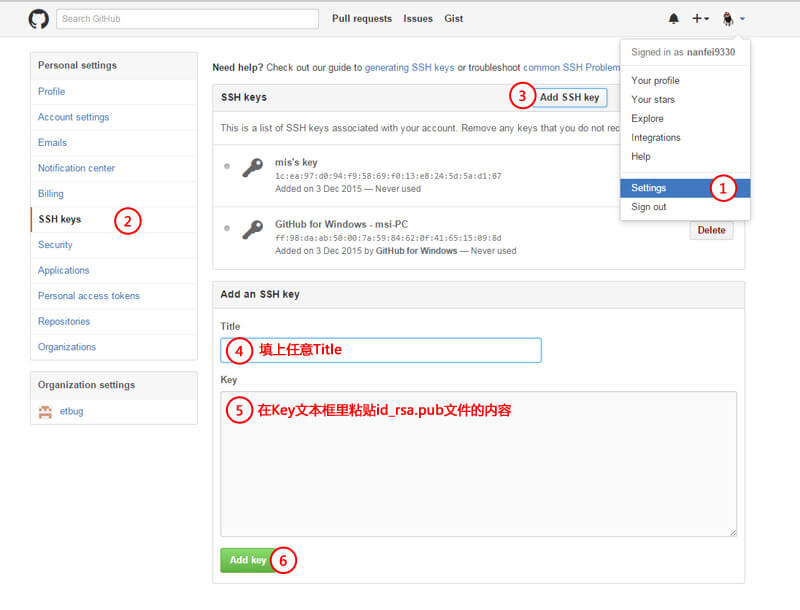 Search GitHub
Pull requests Issues Gist
Signed in as nanfei9330
Your profile
Your stars
Explore
Integrations
Help
Settings
1
Sign out
Personal settings
Profile
Account settings
Emails
Notification center
Billing
SSH keys
2
Security
Applications
Personal access tokens
Repositories
Organizations
Organization settings
etbug
Need help? Check out our guide to generating SSH keys or troubleshoot common SSH Problem
SSH keys
3
Add SSH key
This is a list of SSH keys associated with your account. Remove any keys that you do not rec
mis's key
1c:ea:97:d0:94:f9:58:69:f0:13:e8:24:5d:5a:d1:87
Added on 3 Dec 2015 — Never used
GitHub for Windows - msi-PC
ff:98:da:ab:50:00:7a:59:84:62:0f:41:65:15:09:8d
Added on 3 Dec 2015 by GitHub for Windows — Never used
Delete
Add an SSH key
Title
4 填上任意Title
Key
5 在Key文本框里粘贴id_rsa.pub文件的内容
Add key 6